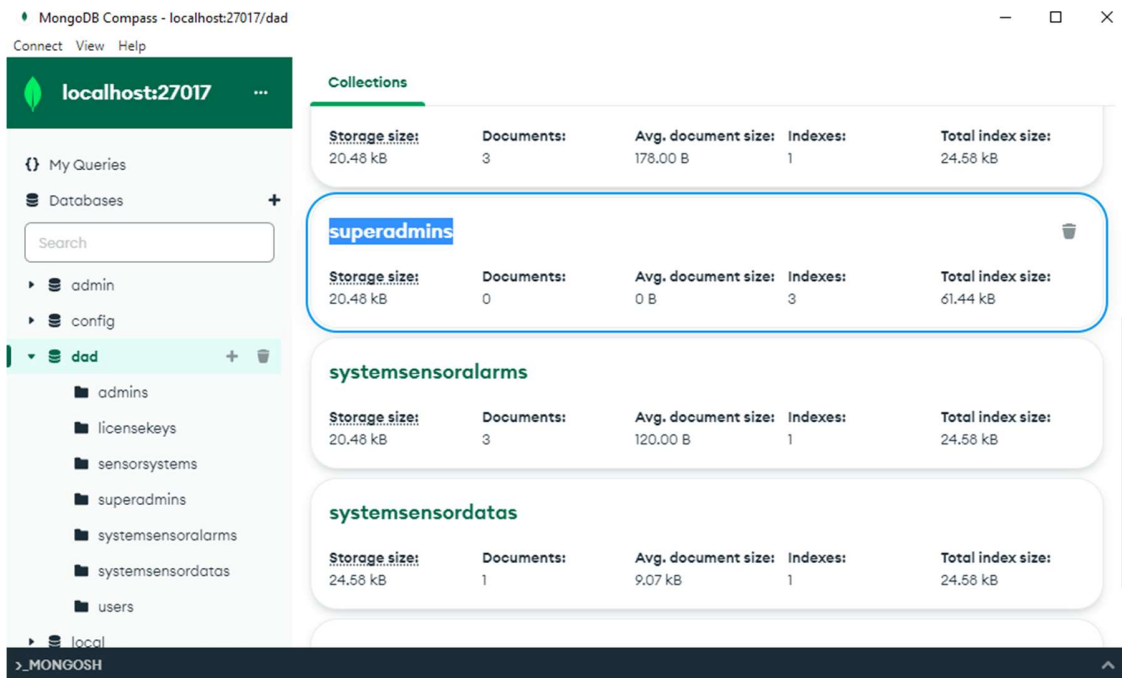 MongoDB Compass - localhost:27017/dad
Connect View Help
localhost:27017 ...
{} My Queries
Databases +
Search
admin
config
dad +
admins
licensekeys
sensorsystems
superadmins
systemsensoralarms
systemsensordatas
users
local
Collections
Storage size: Documents: Avg. document size: Indexes: Total index size:
20.48 kB 3 178.00 B 1 24.58 kB
superadmins
Storage size: Documents: Avg. document size: Indexes: Total index size:
20.48 kB 0 0 B 3 61.44 kB
systemsensoralarms
Storage size: Documents: Avg. document size: Indexes: Total index size:
20.48 kB 3 120.00 B 1 24.58 kB
systemsensordatas
Storage size: Documents: Avg. document size: Indexes: Total index size:
24.58 kB 1 9.07 kB 1 24.58 kB
>_MONGOSH